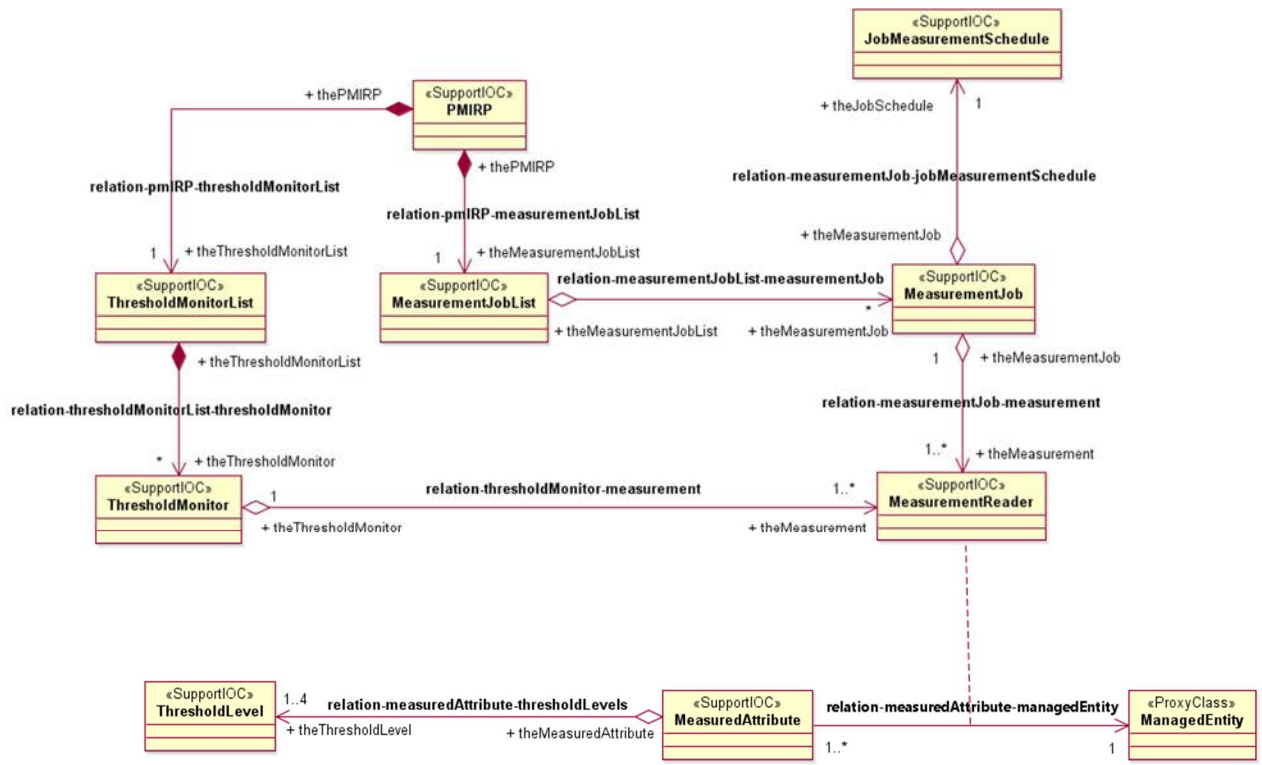 «SupportIOC»
JobMeasurementSchedule
+ thePMIRP
«SupportIOC»
PMIRP
+ theJobSchedule
1
+ thePMIRP
relation-measurementJob-jobMeasurementSchedule
relation-pmIRP-thresholdMonitorList
relation-pmIRP-measurementJobList
+ theMeasurementJob
1
+ theThresholdMonitorList
1
+ theMeasurementJobList
«SupportIOC»
ThresholdMonitorList
«SupportIOC»
MeasurementJobList
relation-measurementJobList-measurementJob
«SupportIOC»
MeasurementJob
*
+ theMeasurementJobList
+ theMeasurementJob
+ theThresholdMonitorList
1
+ theMeasurementJob
relation-thresholdMonitorList-thresholdMonitor
relation-measurementJob-measurement
*
+ theThresholdMonitor
1..*
+ theMeasurement
«SupportIOC»
ThresholdMonitor
1
relation-thresholdMonitor-measurement
1..*
«SupportIOC»
MeasurementReader
+ theThresholdMonitor
+ theMeasurement
«SupportIOC»
ThresholdLevel
1..4
relation-measuredAttribute-thresholdLevels
+ theThresholdLevel
+ theMeasuredAttribute
«SupportIOC»
MeasuredAttribute
relation-measuredAttribute-managedEntity
1..*
1
«ProxyClass»
ManagedEntity